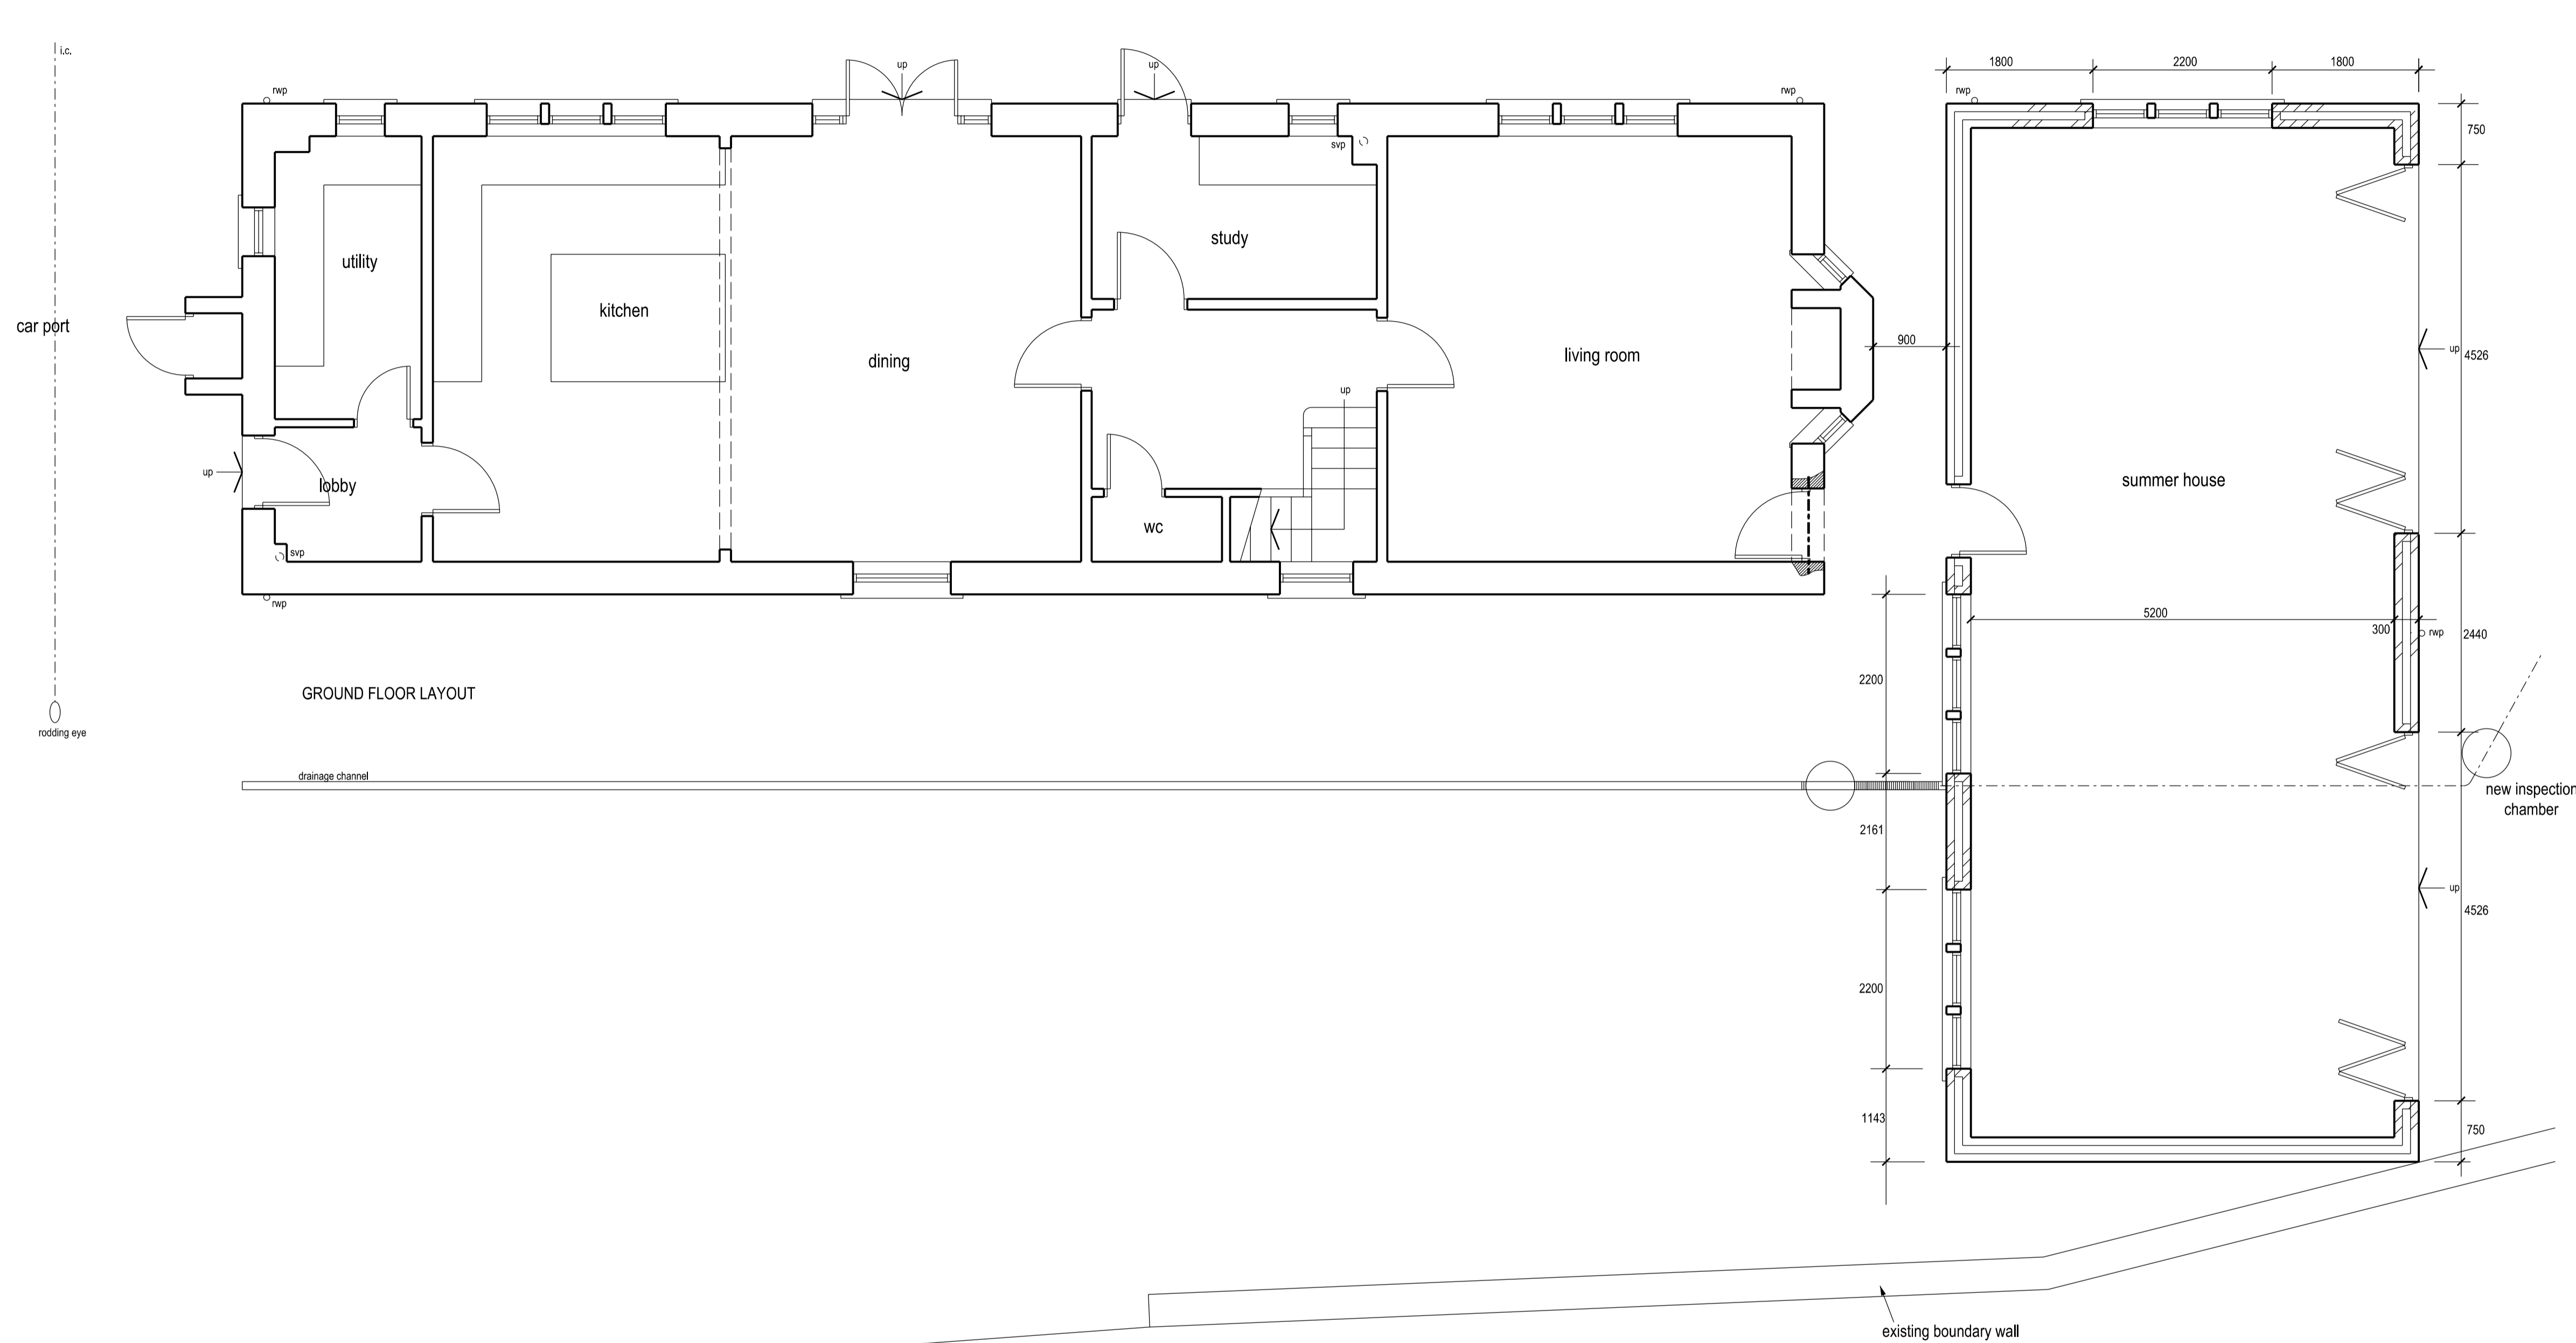 i.c.
up
up
1800
2200
1800
rwp
rwp
rwp
750
svp
study
utility
kitchen
car port
900
up
4526
dining
living room
up
up
lobby
summer house
wc
svp
rwp
5200
300
rwp
2440
2200
GROUND FLOOR LAYOUT
rodding eye
drainage channel
new inspection
chamber
2161
up
4526
2200
1143
750
existing boundary wall